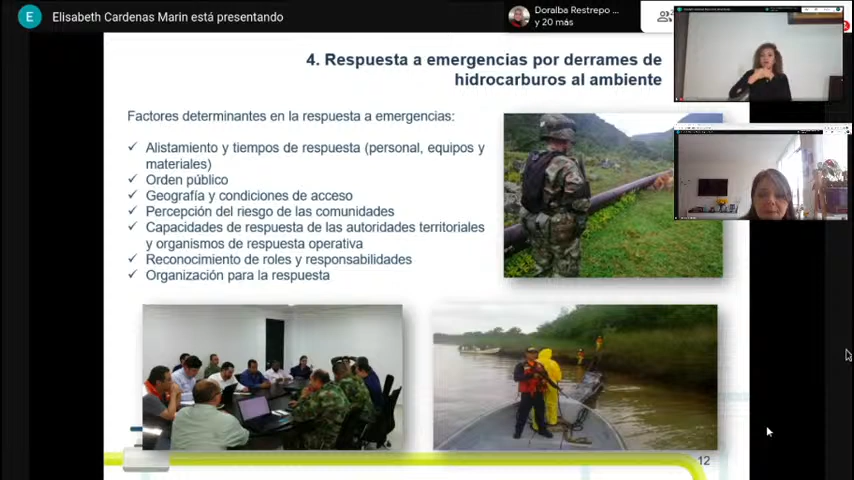 E Elisabeth Cardenas Marin está presentando
Doralba Restrepo ...
y 20 más
4. Respuesta a emergencias por derrames de
hidrocarburos al ambiente
Factores determinantes en la respuesta a emergencias:
✓ Alistamiento y tiempos de respuesta (personal, equipos y
materiales)
✓ Orden público
✓ Geografía y condiciones de acceso
✓ Percepción del riesgo de las comunidades
✓ Capacidades de respuesta de las autoridades territoriales
y organismos de respuesta operativa
✓ Reconocimiento de roles y responsabilidades
✓ Organización para la respuesta
12